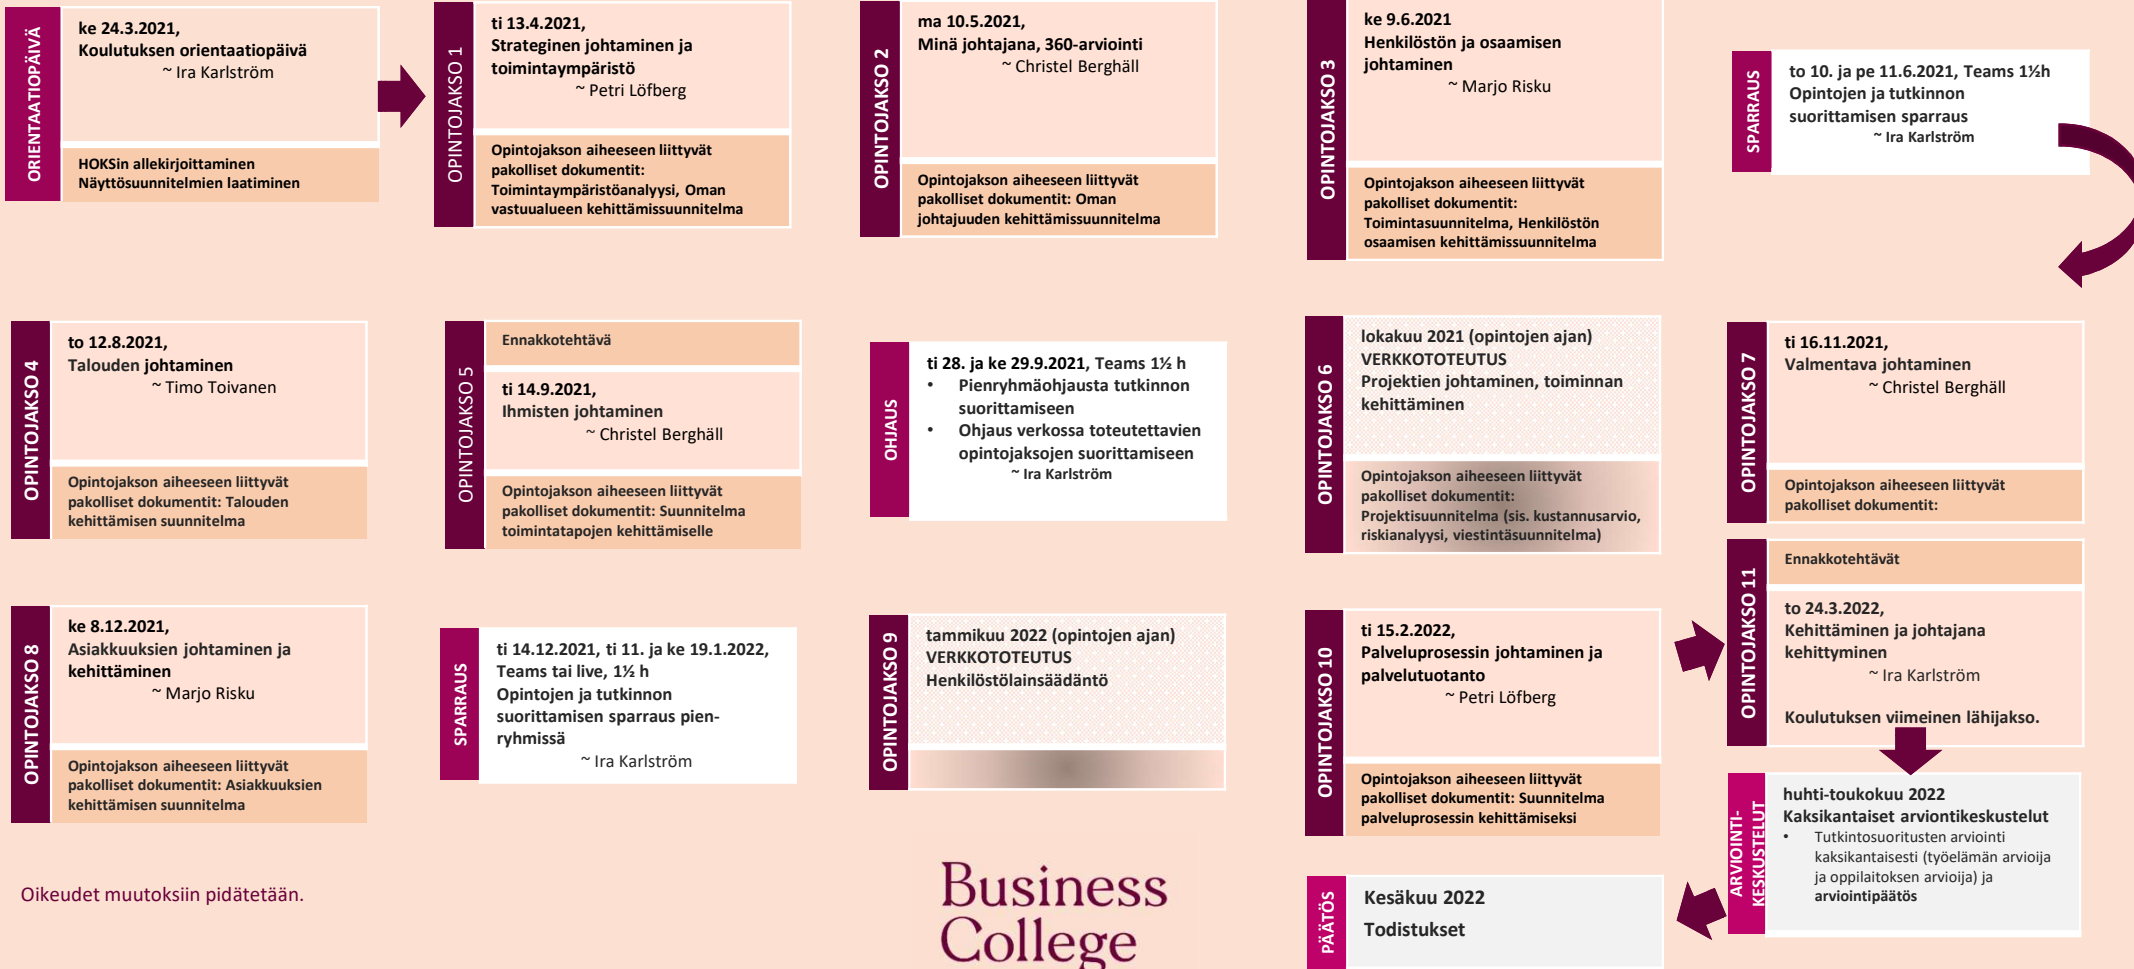 ORIENTAATIOPÄIVÄ
ke 24.3.2021,
Koulutuksen orientaatiopäivä
~ Ira Karlström
HOKSin allekirjoittaminen
Näyttösuunnitelmien laatiminen
OPINTOJAKSO 1
ti 13.4.2021,
Strateginen johtaminen ja
toimintaympäristö
~ Petri Löfberg
Opintojakson aiheeseen liittyvät
pakolliset dokumentit:
Toimintaympäristöanalyysi, Oman
vastuualueen kehittämissuunnitelma
OPINTOJAKSO 2
ma 10.5.2021,
Minä johtajana, 360-arviointi
~ Christel Berghäll
Opintojakson aiheeseen liittyvät
pakolliset dokumentit: Oman
johtajuuden kehittämissuunnitelma
OPINTOJAKSO 3
ke 9.6.2021
Henkilöstön ja osaamisen
johtaminen
~ Marjo Risku
Opintojakson aiheeseen liittyvät
pakolliset dokumentit:
Toimintasuunnitelma, Henkilöstön
osaamisen kehittämissuunnitelma
SPARRAUS
to 10. ja pe 11.6.2021, Teams 1½h
Opintojen ja tutkinnon
suorittamisen sparraus
~ Ira Karlström
OPINTOJAKSO 4
to 12.8.2021,
Talouden johtaminen
~ Timo Toivanen
Opintojakson aiheeseen liittyvät
pakolliset dokumentit: Talouden
kehittämisen suunnitelma
OPINTOJAKSO 5
Ennakkotehtävä
ti 14.9.2021,
Ihmisten johtaminen
~ Christel Berghäll
Opintojakson aiheeseen liittyvät
pakolliset dokumentit: Suunnitelma
toimintatapojen kehittämiselle
OHJAUS
ti 28. ja ke 29.9.2021, Teams 1½ h
• Pienryhmäohjausta tutkinnon
suorittamiseen
• Ohjaus verkossa toteutettavien
opintojaksojen suorittamiseen
~ Ira Karlström
OPINTOJAKSO 6
lokakuu 2021 (opintojen ajan)
VERKKOTOTEUTUS
Projektien johtaminen, toiminnan
kehittäminen
Opintojakson aiheeseen liittyvät
pakolliset dokumentit:
Projektisuunnitelma (sis. kustannusarvio,
riskianalyysi, viestintäsuunnitelma)
OPINTOJAKSO 7
ti 16.11.2021,
Valmentava johtaminen
~ Christel Berghäll
Opintojakson aiheeseen liittyvät
pakolliset dokumentit:
OPINTOJAKSO 8
ke 8.12.2021,
Asiakkuuksien johtaminen ja
kehittäminen
~ Marjo Risku
Opintojakson aiheeseen liittyvät
pakolliset dokumentit: Asiakkuuksien
kehittämisen suunnitelma
SPARRAUS
ti 14.12.2021, ti 11. ja ke 19.1.2022,
Teams tai live, 1½ h
Opintojen ja tutkinnon
suorittamisen sparraus pien-
ryhmissä
~ Ira Karlström
OPINTOJAKSO 9
tammikuu 2022 (opintojen ajan)
VERKKOTOTEUTUS
Henkilöstölainsäädäntö
OPINTOJAKSO 10
ti 15.2.2022,
Palveluprosessin johtaminen ja
palvelutuotanto
~ Petri Löfberg
Opintojakson aiheeseen liittyvät
pakolliset dokumentit: Suunnitelma
palveluprosessin kehittämiseksi
OPINTOJAKSO 11
Ennakkotehtävät
to 24.3.2022,
Kehittäminen ja johtajana
kehittyminen
~ Ira Karlström
Koulutuksen viimeinen lähijakso.
ARVIOINTI-
KESKUSTELUT
huhti-toukokuu 2022
Kaksikantaiset arviontikeskustelut
• Tutkintosuoritusten arviointi
kaksikantaisesti (työelämän arvioija
ja oppilaitoksen arvioija) ja
arviointipäätös
PÄÄTÖS
Kesäkuu 2022
Todistukset
Oikeudet muutoksiin pidätetään.
Business
College